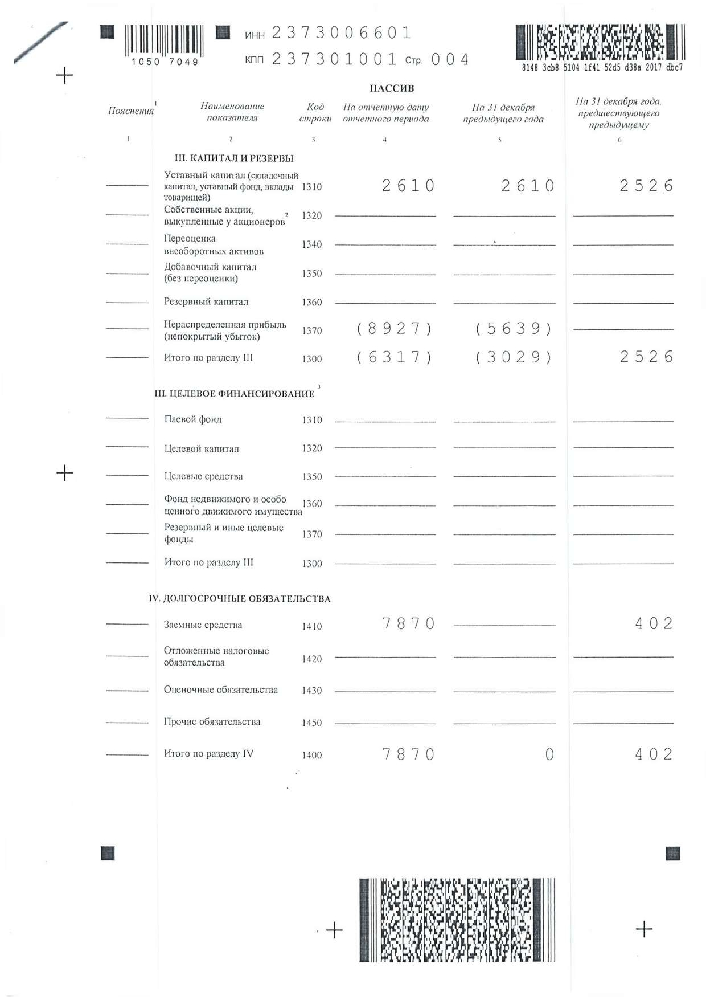 ИНН 2373006601
1050 7049
КПП 237301001 Стр. 004
8148 3cb8 5104 1f41 52d5 d38a 2017 dbc7
ПАССИВ
Пояснения 1
Наименование показателя
Код строки
На отчетную дату отчетного периода
На 31 декабря предыдущего года
На 31 декабря года, предшествующего предыдущему
1 2 3 4 5 6
III. КАПИТАЛ И РЕЗЕРВЫ
Уставный капитал (складочный
капитал, уставный фонд, вклады 1310 2610 2610 2526
товарищей)
Собственные акции,
выкупленные у акционеров 2 1320
Переоценка
внеоборотных активов 1340
Добавочный капитал
(без переоценки) 1350
Резервный капитал 1360
Нераспределенная прибыль
(непокрытый убыток) 1370 (8927) (5639)
Итого по разделу III 1300 (6317) (3029) 2526
III. ЦЕЛЕВОЕ ФИНАНСИРОВАНИЕ 3
Паевой фонд 1310
Целевой капитал 1320
Целевые средства 1350
Фонд недвижимого и особо
ценного движимого имущества 1360
Резервный и иные целевые
фонды 1370
Итого по разделу III 1300
IV. ДОЛГОСРОЧНЫЕ ОБЯЗАТЕЛЬСТВА
Заемные средства 1410 7870 402
Отложенные налоговые
обязательства 1420
Оценочные обязательства 1430
Прочие обязательства 1450
Итого по разделу IV 1400 7870 0 402